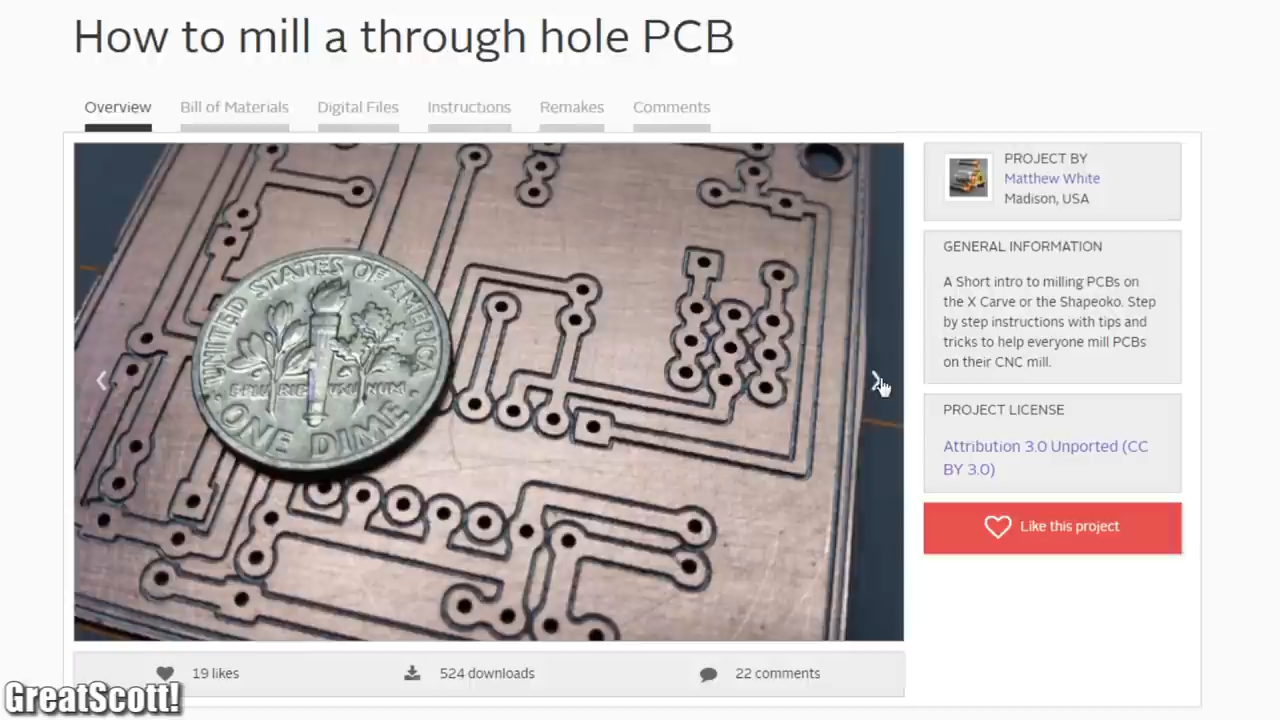 How to mill a through hole PCB
Overview Bill of Materials Digital Files Instructions Remakes Comments
UNITED STATES OF AMERICA
E PLURIBUS UNUM
ONE DIME
PROJECT BY
Matthew White
Madison, USA
GENERAL INFORMATION
A Short intro to milling PCBs on
the X Carve or the Shapeoko. Step
by step instructions with tips and
tricks to help everyone mill PCBs
on their CNC mill.
PROJECT LICENSE
Attribution 3.0 Unported (CC
BY 3.0)
Like this project
19 likes 524 downloads 22 comments
GreatScott!